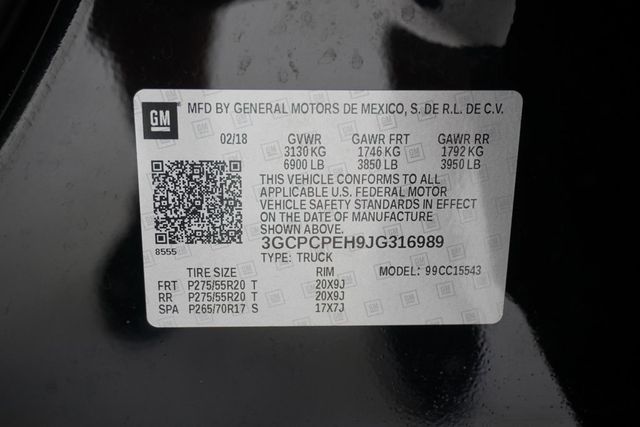 GM MFD BY GENERAL MOTORS DE MEXICO, S. DE R.L. DE C.V.
02/18 GVWR GAWR FRT GAWR RR
3130 KG 1746 KG 1792 KG
6900 LB 3850 LB 3950 LB
THIS VEHICLE CONFORMS TO ALL
APPLICABLE U.S. FEDERAL MOTOR
VEHICLE SAFETY STANDARDS IN EFFECT
ON THE DATE OF MANUFACTURE
SHOWN ABOVE.
3GCPCPEH9JG316989
8555 TYPE: TRUCK
TIRE SIZE RIM MODEL: 99CC15543
FRT P275/55R20 T 20X9J
RR P275/55R20 T 20X9J
SPA P265/70R17 S 17X7J